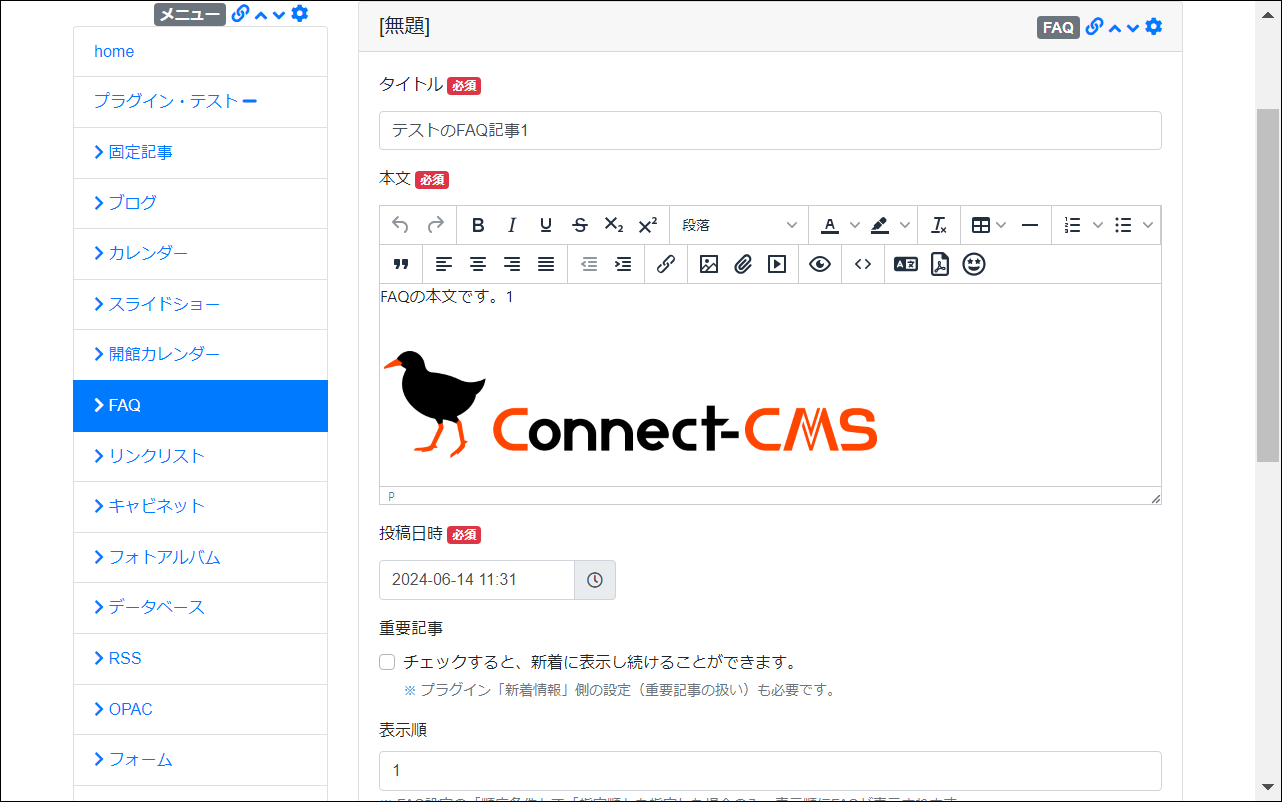 メニュー
home
プラグイン・テスト
固定記事
ブログ
カレンダー
スライドショー
開館カレンダー
FAQ
リンクリスト
キャビネット
フォトアルバム
データベース
RSS
OPAC
フォーム
[無題]
FAQ
タイトル 必須
テストのFAQ記事1
本文 必須
段落
FAQの本文です。1
Connect-CMS
P
投稿日時 必須
2024-06-14 11:31
重要記事
チェックすると、新着に表示し続けることができます。
※ プラグイン「新着情報」側の設定（重要記事の扱い）も必要です。
表示順
1